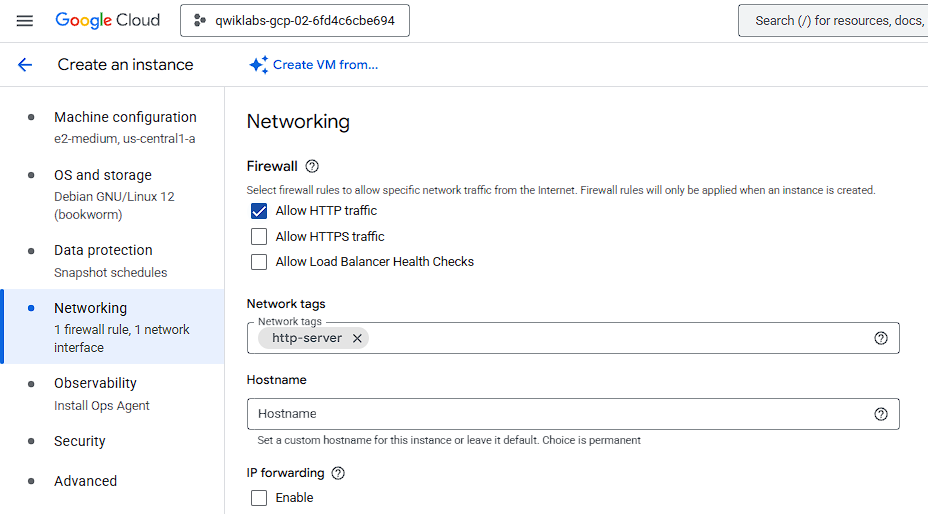 Google Cloud
qwiklabs-gcp-02-6fd4c6cbe694
Search (/) for resources, docs,
Create an instance
Create VM from...
Machine configuration
e2-medium, us-central1-a
OS and storage
Debian GNU/Linux 12
(bookworm)
Data protection
Snapshot schedules
Networking
1 firewall rule, 1 network
interface
Observability
Install Ops Agent
Security
Advanced
Networking
Firewall
Select firewall rules to allow specific network traffic from the Internet. Firewall rules will only be applied when an instance is created.
Allow HTTP traffic
Allow HTTPS traffic
Allow Load Balancer Health Checks
Network tags
Network tags
http-server
Hostname
Hostname
Set a custom hostname for this instance or leave it default. Choice is permanent
IP forwarding
Enable